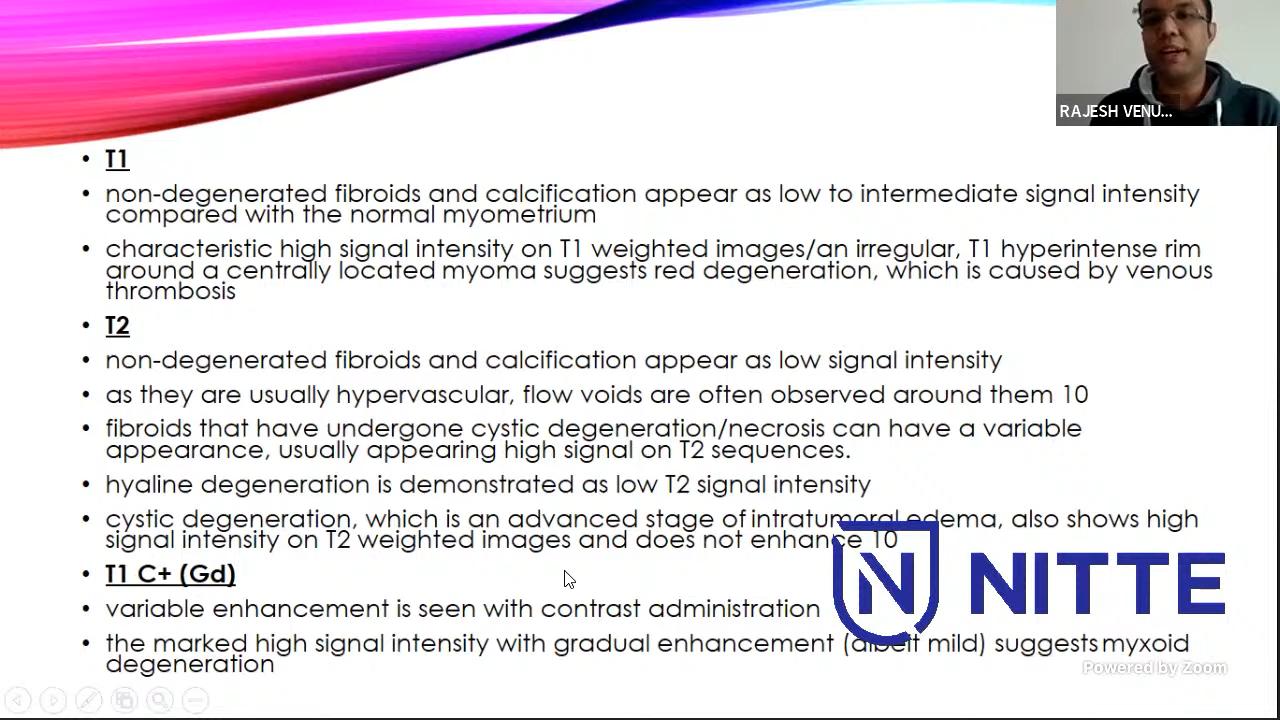 RAJESH VENU...
• T1
• non-degenerated fibroids and calcification appear as low to intermediate signal intensity
compared with the normal myometrium
• characteristic high signal intensity on T1 weighted images/an irregular, T1 hyperintense rim
around a centrally located myoma suggests red degeneration, which is caused by venous
thrombosis
• T2
• non-degenerated fibroids and calcification appear as low signal intensity
• as they are usually hypervascular, flow voids are often observed around them 10
• fibroids that have undergone cystic degeneration/necrosis can have a variable
appearance, usually appearing high signal on T2 sequences.
• hyaline degeneration is demonstrated as low T2 signal intensity
• cystic degeneration, which is an advanced stage of intratumoral edema, also shows high
signal intensity on T2 weighted images and does not enhance 10
• T1 C+ (Gd)
• variable enhancement is seen with contrast administration
• the marked high signal intensity with gradual enhancement (albeit mild) suggests myxoid
degeneration
N NITTE
Powered by Zoom